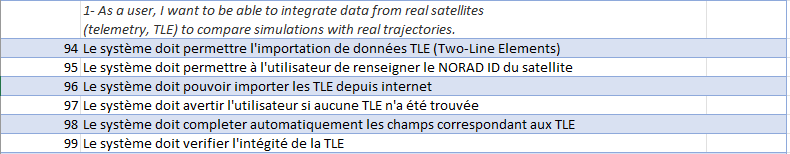 1- As a user, I want to be able to integrate data from real satellites
(telemetry, TLE) to compare simulations with real trajectories.
94 Le système doit permettre l'importation de données TLE (Two-Line Elements)
95 Le système doit permettre à l'utilisateur de renseigner le NORAD ID du satellite
96 Le système doit pouvoir importer les TLE depuis internet
97 Le système doit avertir l'utilisateur si aucune TLE n'a été trouvée
98 Le système doit completer automatiquement les champs correspondant aux TLE
99 Le système doit verifier l'intégité de la TLE